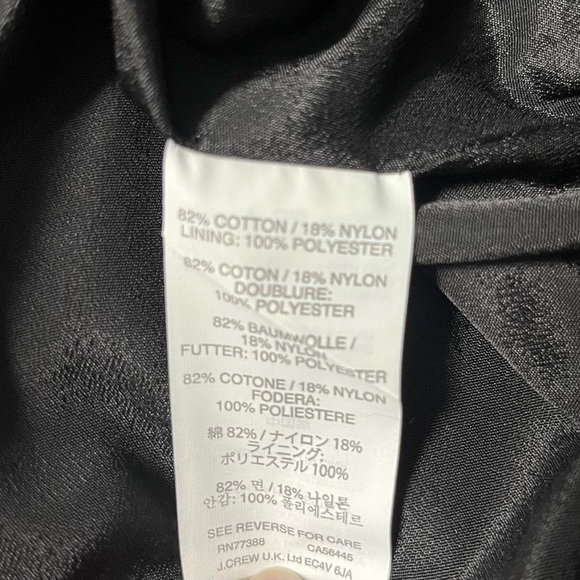 82% COTTON / 18% NYLON
LINING: 100% POLYESTER
82% COTON / 18% NYLON
DOUBLURE:
100% POLYESTER
82% BAUMWOLLE /
18% NYLON
FUTTER: 100% POLYESTER
82% COTONE / 18% NYLON
FODERA:
100% POLIESTERE
綿 82% / ナイロン 18%
ライニング:
ポリエステル 100%
82% 면 / 18% 나일론
안감: 100% 폴리에스테르
SEE REVERSE FOR CARE
RN77388 CA56445
J.CREW U.K. Ltd EC4V 6JA